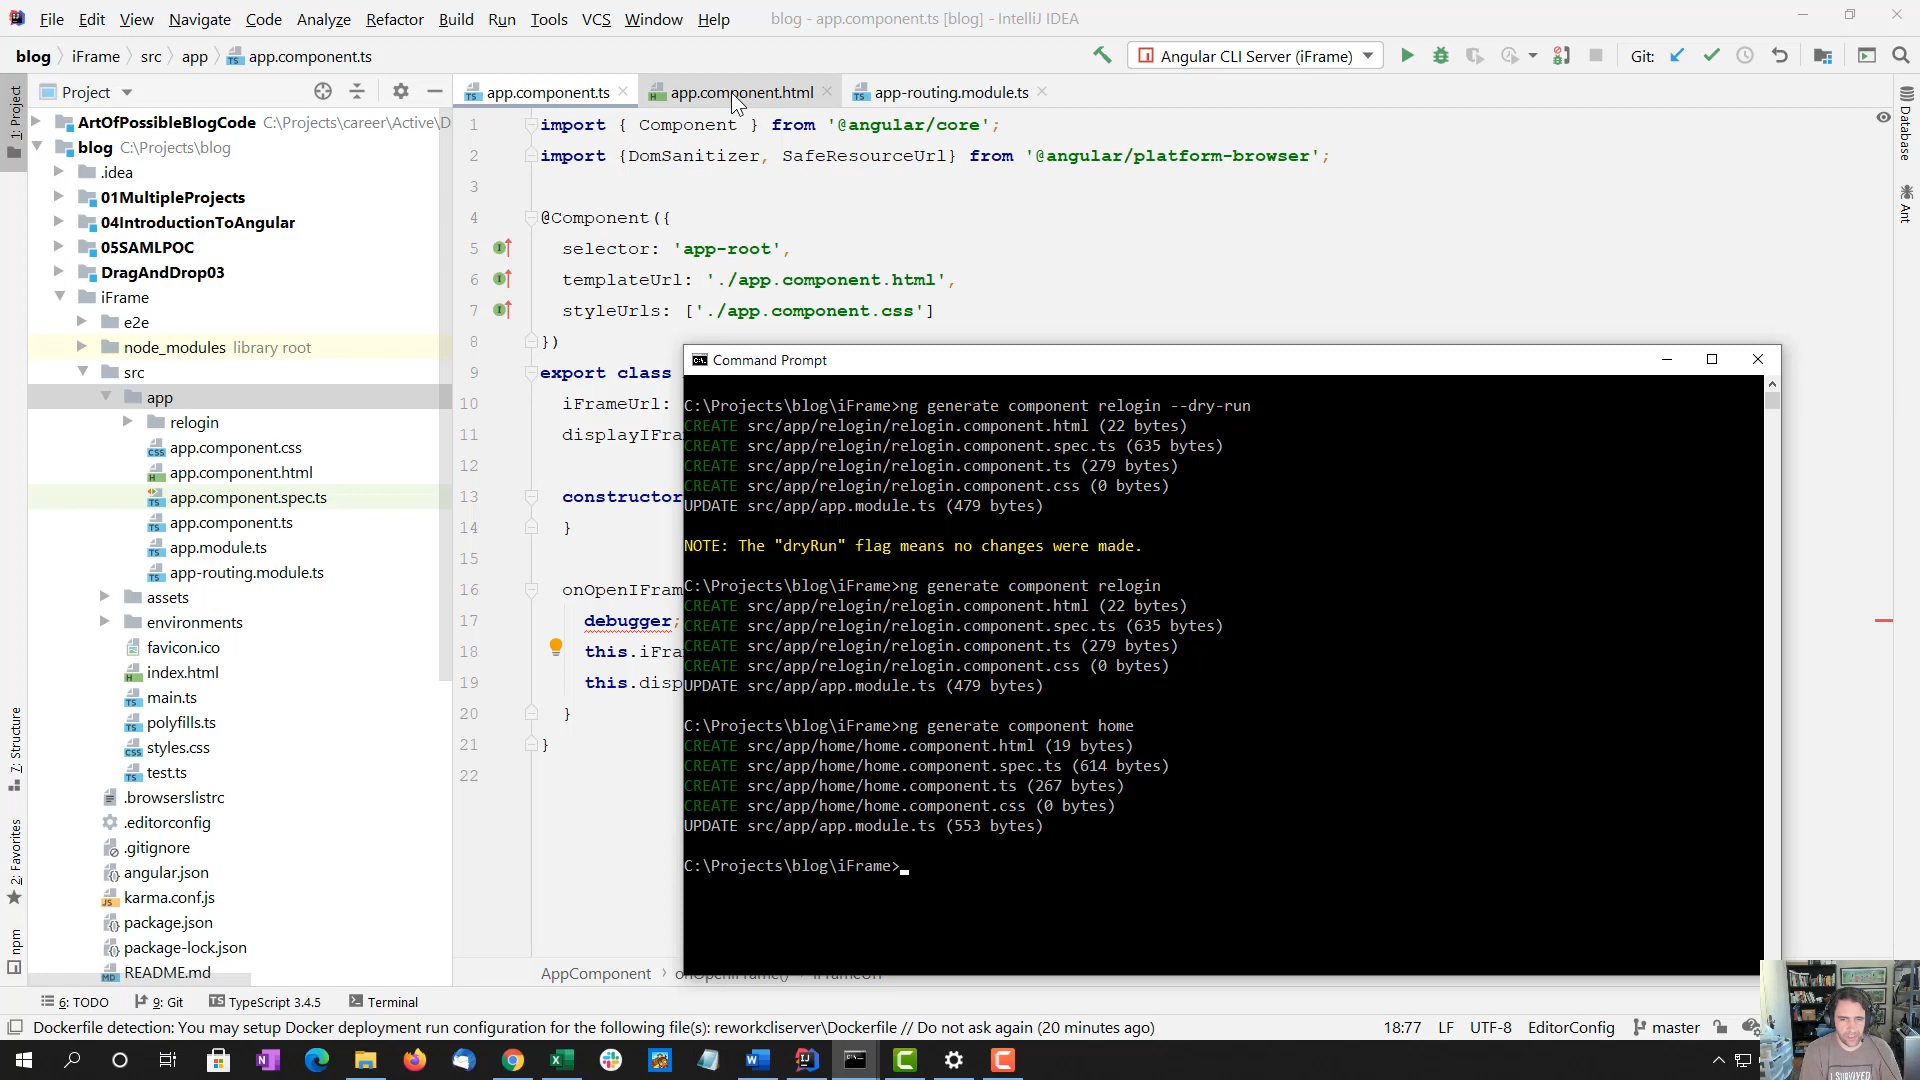 File Edit View Navigate Code Analyze Refactor Build Run Tools VCS Window Help blog - app.component.ts [blog] - IntelliJ IDEA
blog iFrame src app app.component.ts Angular CLI Server (iFrame) Git:
1: Project
Project
app.component.ts app.component.html app-routing.module.ts
Database
Ant
ArtOfPossibleBlogCode C:\Projects\career\Active\D
blog C:\Projects\blog
.idea
01MultipleProjects
04IntroductionToAngular
05SAMLPOC
DragAndDrop03
iFrame
e2e
node_modules library root
src
app
relogin
app.component.css
app.component.html
app.component.spec.ts
app.component.ts
app.module.ts
app-routing.module.ts
assets
environments
favicon.ico
index.html
main.ts
polyfills.ts
styles.css
test.ts
.browserslistrc
.editorconfig
.gitignore
angular.json
karma.conf.js
package.json
package-lock.json
README.md
7: Structure
2: Favorites
npm
1 import { Component } from '@angular/core';
2 import {DomSanitizer, SafeResourceUrl} from '@angular/platform-browser';
3
4 @Component({
5 selector: 'app-root',
6 templateUrl: './app.component.html',
7 styleUrls: ['./app.component.css']
8 })
9 export class
10 iFrameUrl:
11 displayIFra
12
13 constructor
14 }
15
16 onOpenIFram
17 debugger;
18 this.iFra
19 this.disp
20 }
21 }
22
AppComponent
Command Prompt
C:\Projects\blog\iFrame>ng generate component relogin --dry-run
CREATE src/app/relogin/relogin.component.html (22 bytes)
CREATE src/app/relogin/relogin.component.spec.ts (635 bytes)
CREATE src/app/relogin/relogin.component.ts (279 bytes)
CREATE src/app/relogin/relogin.component.css (0 bytes)
UPDATE src/app/app.module.ts (479 bytes)
NOTE: The "dryRun" flag means no changes were made.
C:\Projects\blog\iFrame>ng generate component relogin
CREATE src/app/relogin/relogin.component.html (22 bytes)
CREATE src/app/relogin/relogin.component.spec.ts (635 bytes)
CREATE src/app/relogin/relogin.component.ts (279 bytes)
CREATE src/app/relogin/relogin.component.css (0 bytes)
UPDATE src/app/app.module.ts (479 bytes)
C:\Projects\blog\iFrame>ng generate component home
CREATE src/app/home/home.component.html (19 bytes)
CREATE src/app/home/home.component.spec.ts (614 bytes)
CREATE src/app/home/home.component.ts (267 bytes)
CREATE src/app/home/home.component.css (0 bytes)
UPDATE src/app/app.module.ts (553 bytes)
C:\Projects\blog\iFrame>
6: TODO 9: Git TypeScript 3.4.5 Terminal
Dockerfile detection: You may setup Docker deployment run configuration for the following file(s): reworkcliserver\Dockerfile // Do not ask again (20 minutes ago) 18:77 LF UTF-8 EditorConfig master
I SURVIVED